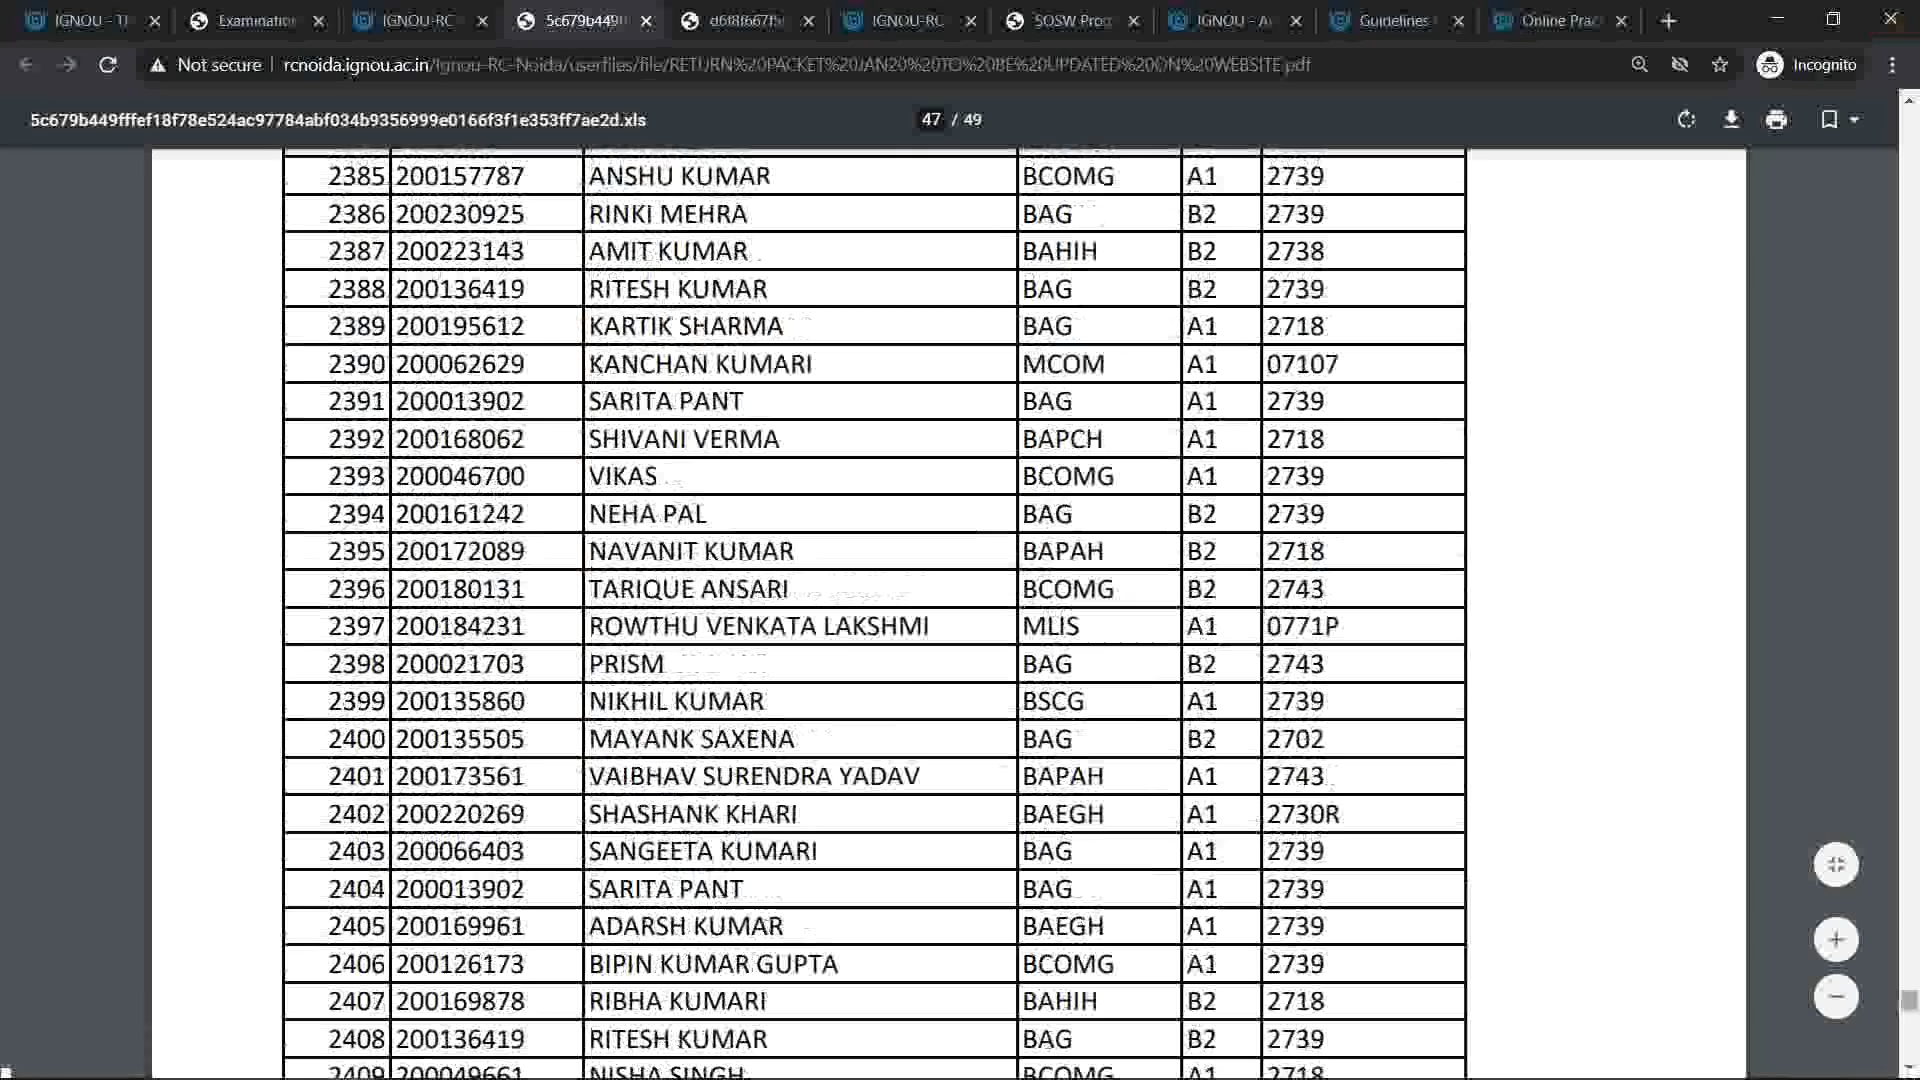 IGNOU - T
Examination
IGNOU-RC
5c679b449f
d6f8f667f5
IGNOU-RC
SOSW Prog
IGNOU - A
Guidelines
Online Prac
Not secure
rcnoida.ignou.ac.in/Ignou-RC-Noida/userfiles/file/RETURN%20PACKET%20JAN20%20TO%20BE%20UPDATED%20ON%20WEBSITE.pdf
Incognito
5c679b449fffef18f78e524ac97784abf034b9356999e0166f3f1e353ff7ae2d.xls
47 / 49
2385 200157787 ANSHU KUMAR BCOMG A1 2739
2386 200230925 RINKI MEHRA BAG B2 2739
2387 200223143 AMIT KUMAR BAHIH B2 2738
2388 200136419 RITESH KUMAR BAG B2 2739
2389 200195612 KARTIK SHARMA BAG A1 2718
2390 200062629 KANCHAN KUMARI MCOM A1 07107
2391 200013902 SARITA PANT BAG A1 2739
2392 200168062 SHIVANI VERMA BAPCH A1 2718
2393 200046700 VIKAS BCOMG A1 2739
2394 200161242 NEHA PAL BAG B2 2739
2395 200172089 NAVANIT KUMAR BAPAH B2 2718
2396 200180131 TARIQUE ANSARI BCOMG B2 2743
2397 200184231 ROWTHU VENKATA LAKSHMI MLIS A1 0771P
2398 200021703 PRISM BAG B2 2743
2399 200135860 NIKHIL KUMAR BSCG A1 2739
2400 200135505 MAYANK SAXENA BAG B2 2702
2401 200173561 VAIBHAV SURENDRA YADAV BAPAH A1 2743
2402 200220269 SHASHANK KHARI BAEGH A1 2730R
2403 200066403 SANGEETA KUMARI BAG A1 2739
2404 200013902 SARITA PANT BAG A1 2739
2405 200169961 ADARSH KUMAR BAEGH A1 2739
2406 200126173 BIPIN KUMAR GUPTA BCOMG A1 2739
2407 200169878 RIBHA KUMARI BAHIH B2 2718
2408 200136419 RITESH KUMAR BAG B2 2739
2409 200049661 NISHA SINGH BCOMG A1 2718